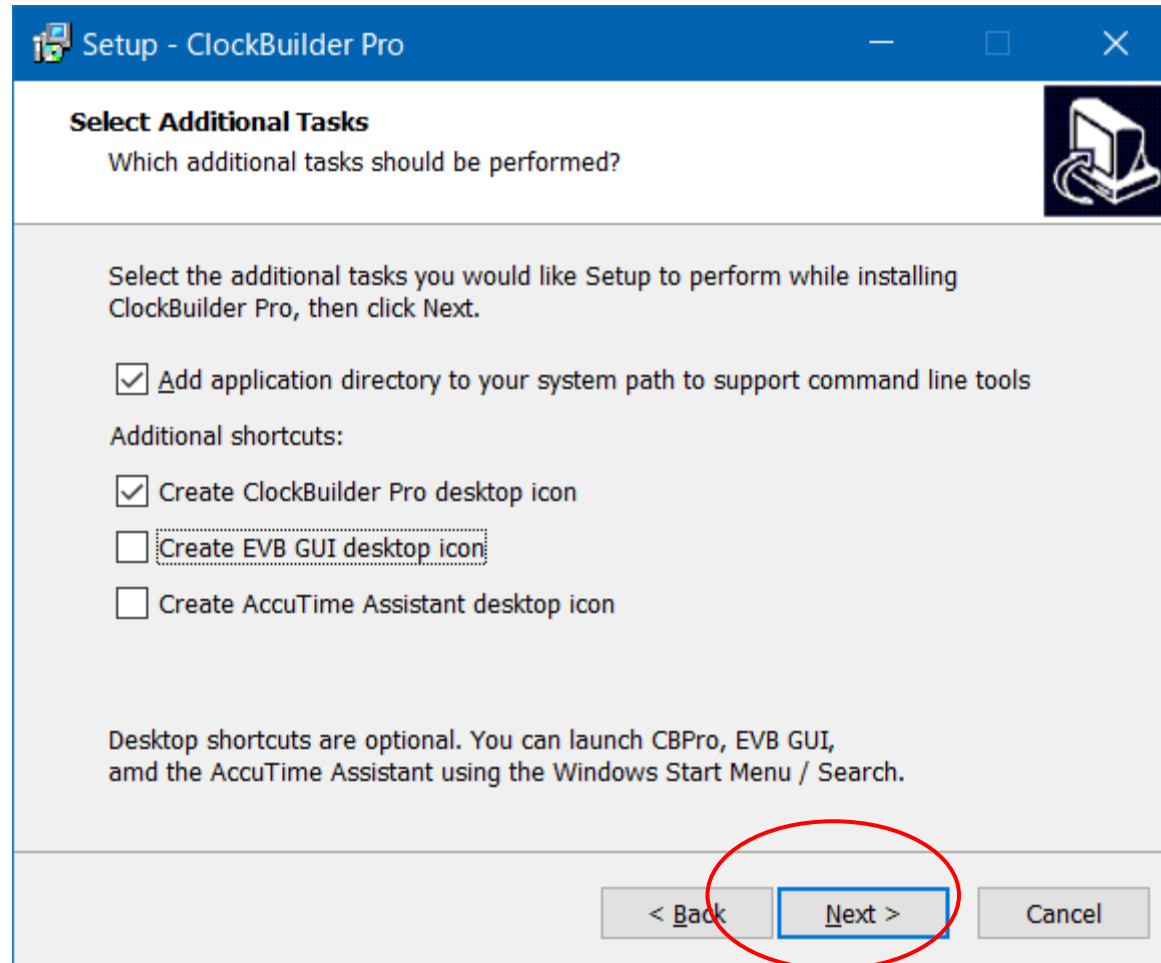 Setup - ClockBuilder Pro
Select Additional Tasks
Which additional tasks should be performed?
Select the additional tasks you would like Setup to perform while installing
ClockBuilder Pro, then click Next.
Add application directory to your system path to support command line tools
Additional shortcuts:
Create ClockBuilder Pro desktop icon
Create EVB GUI desktop icon
Create AccuTime Assistant desktop icon
Desktop shortcuts are optional. You can launch CBPro, EVB GUI,
amd the AccuTime Assistant using the Windows Start Menu / Search.
< Back Next > Cancel